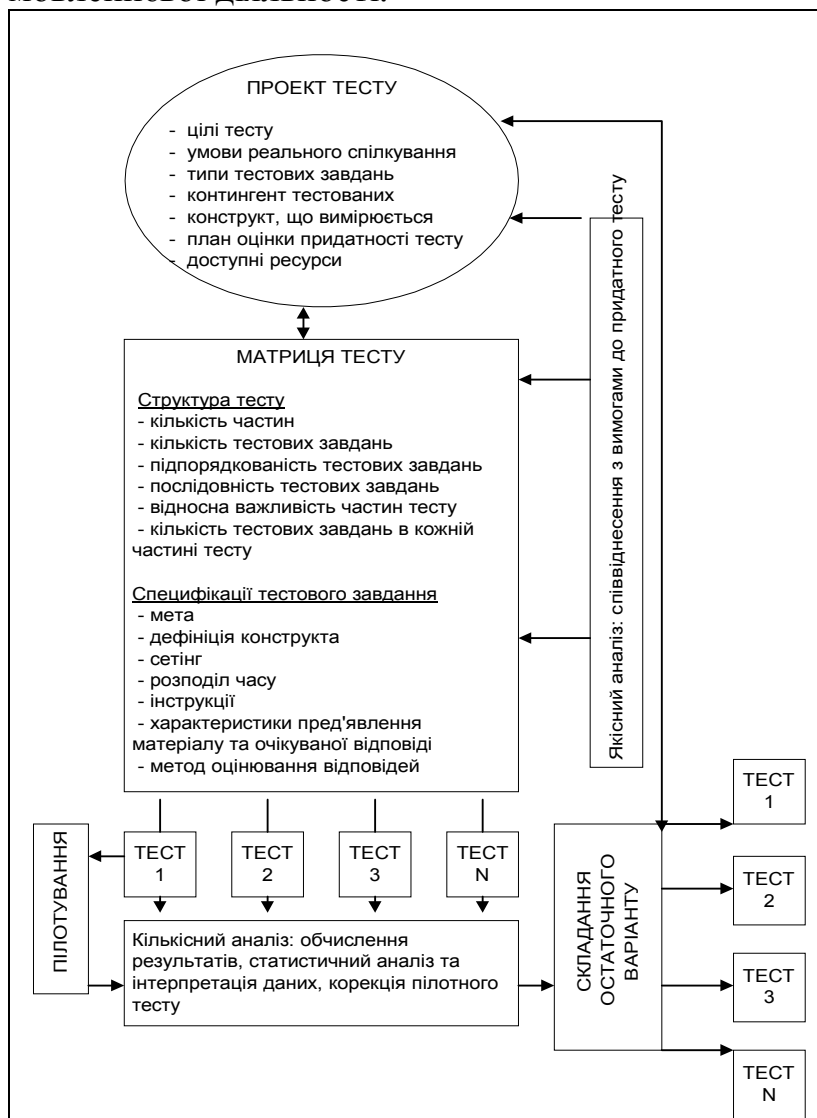 мовленнєвої діяльності.
ПРОЕКТ ТЕСТУ
- цілі тесту
- умови реального спілкування
- типи тестових завдань
- контингент тестованих
- конструкт, що вимірюється
- план оцінки придатності тесту
- доступні ресурси
Якісний аналіз: співвіднесення з вимогами до придатного тесту
МАТРИЦЯ ТЕСТУ
Структура тесту
- кількість частин
- кількість тестових завдань
- підпорядкованість тестових завдань
- послідовність тестових завдань
- відносна важливість частин тесту
- кількість тестових завдань в кожній
частині тесту
Специфікації тестового завдання
- мета
- дефініція конструкта
- сетінг
- розподіл часу
- інструкції
- характеристики пред'явлення
матеріалу та очікуваної відповіді
- метод оцінювання відповідей
ПІЛОТУВАННЯ
ТЕСТ
1
ТЕСТ
2
ТЕСТ
3
ТЕСТ
N
Кількісний аналіз: обчислення
результатів, статистичний аналіз та
інтерпретація даних, корекція пілотного
тесту
СКЛАДАННЯ
ОСТАТОЧНОГО
ВАРІАНТУ
ТЕСТ
1
ТЕСТ
2
ТЕСТ
3
ТЕСТ
N